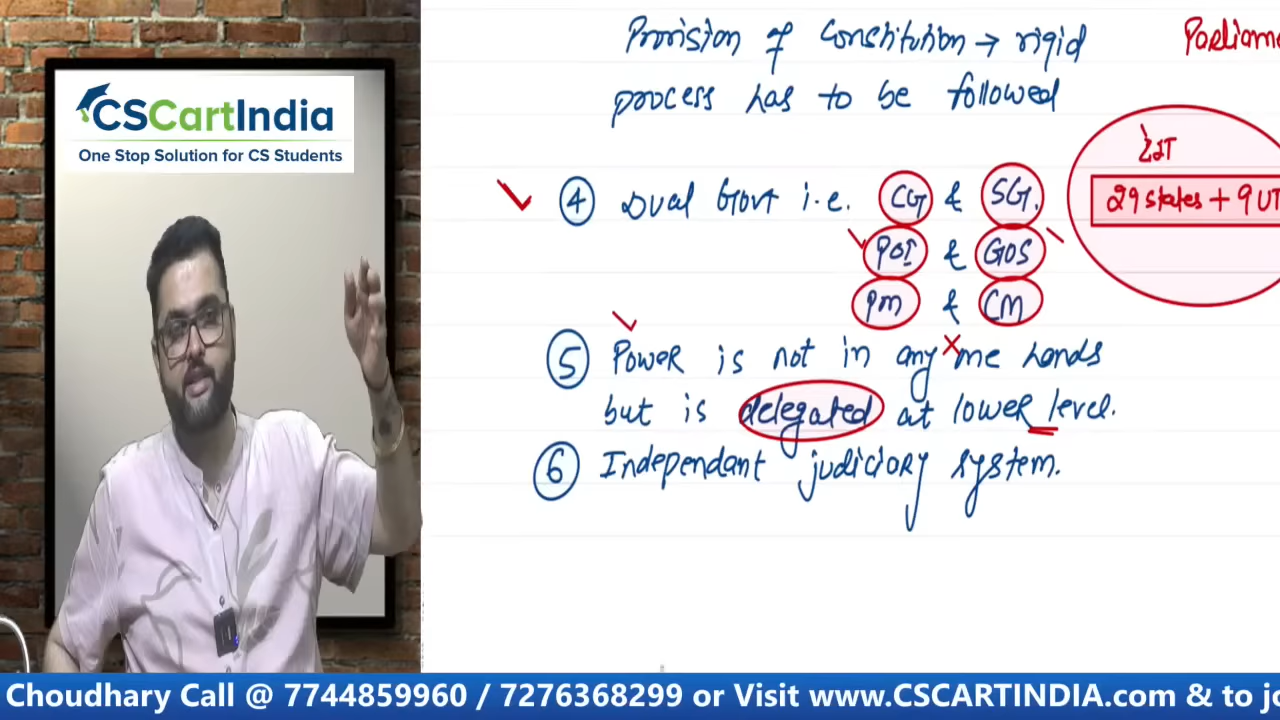 CSCartIndia
One Stop Solution for CS Students
Provision of Constitution → rigid
process has to be followed
④ Dual Govt i.e. CG & SG.
POI & GOS
PM & CM
⑤ Power is not in any one hands
but is delegated at lower level.
⑥ Independant judiciory system.
29 states + 9 UT
Choudhary Call @ 7744859960 / 7276368299 or Visit www.CSCARTINDIA.com & to jo